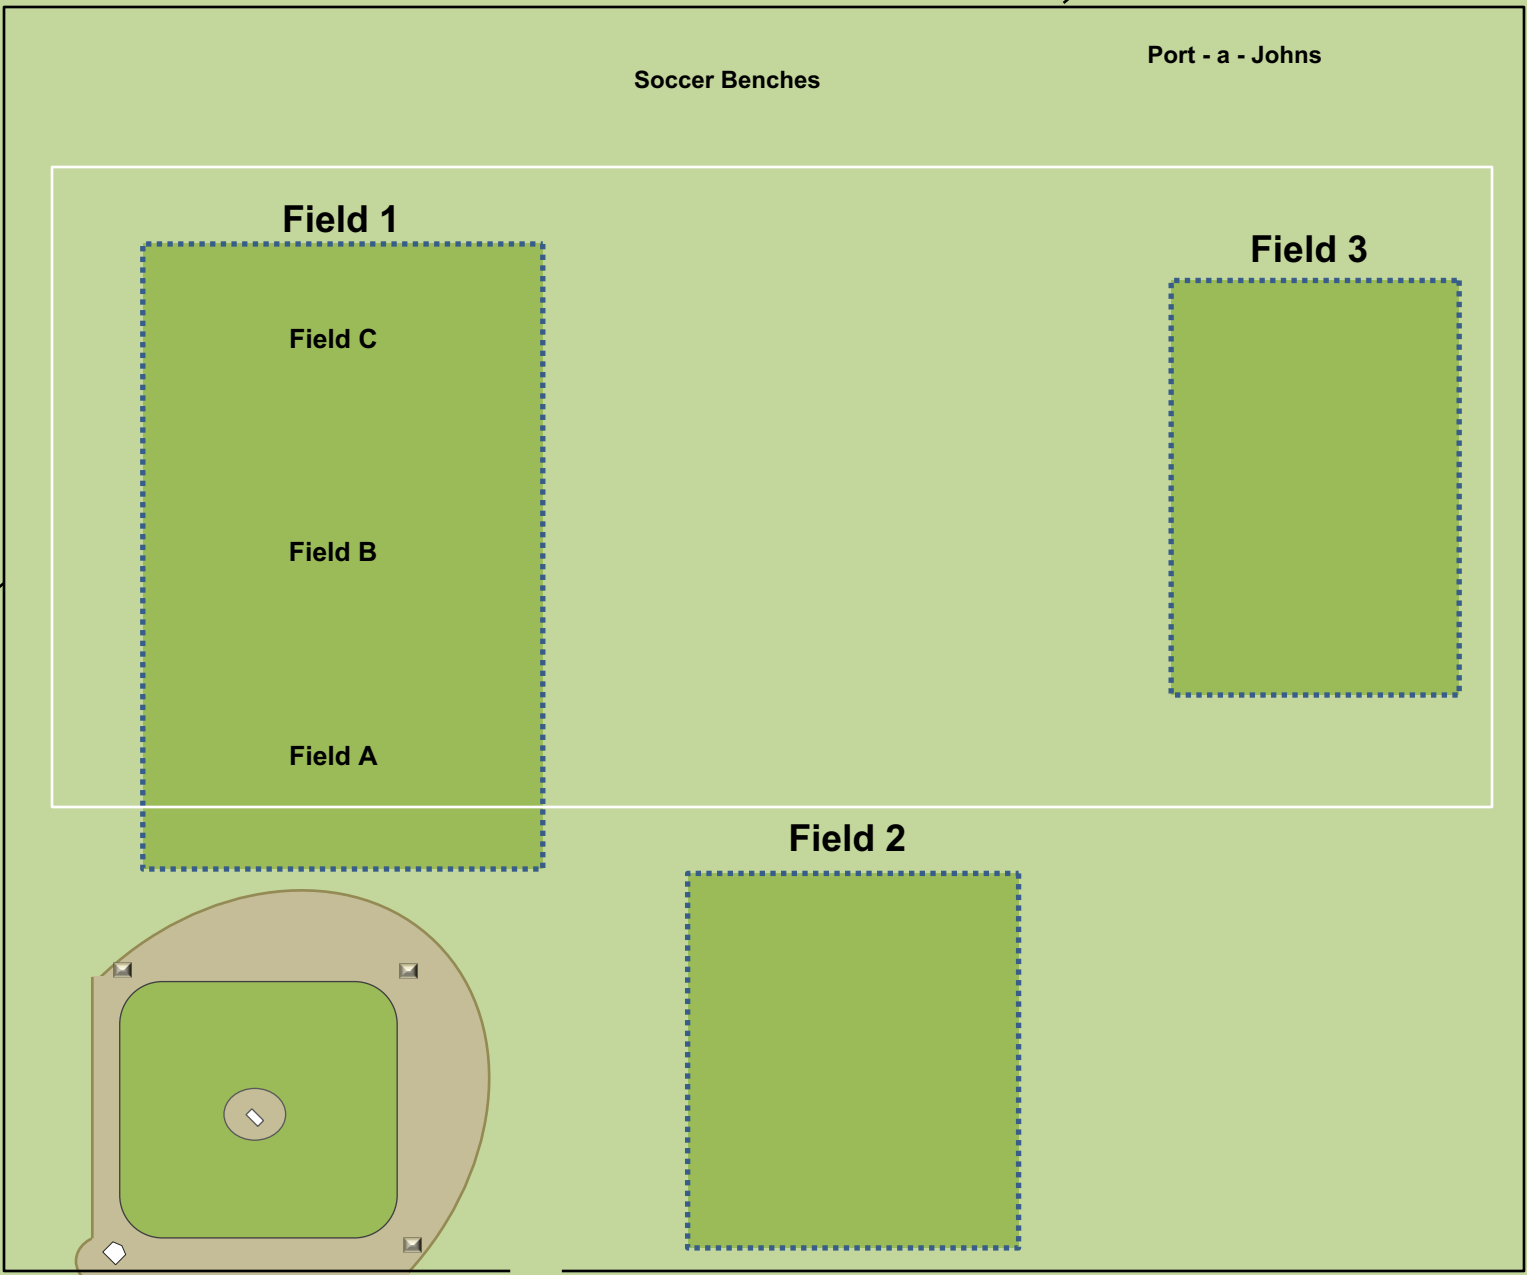 Port - a - Johns
Soccer Benches
Field 1
Field 3
Field C
Field B
Field A
Field 2